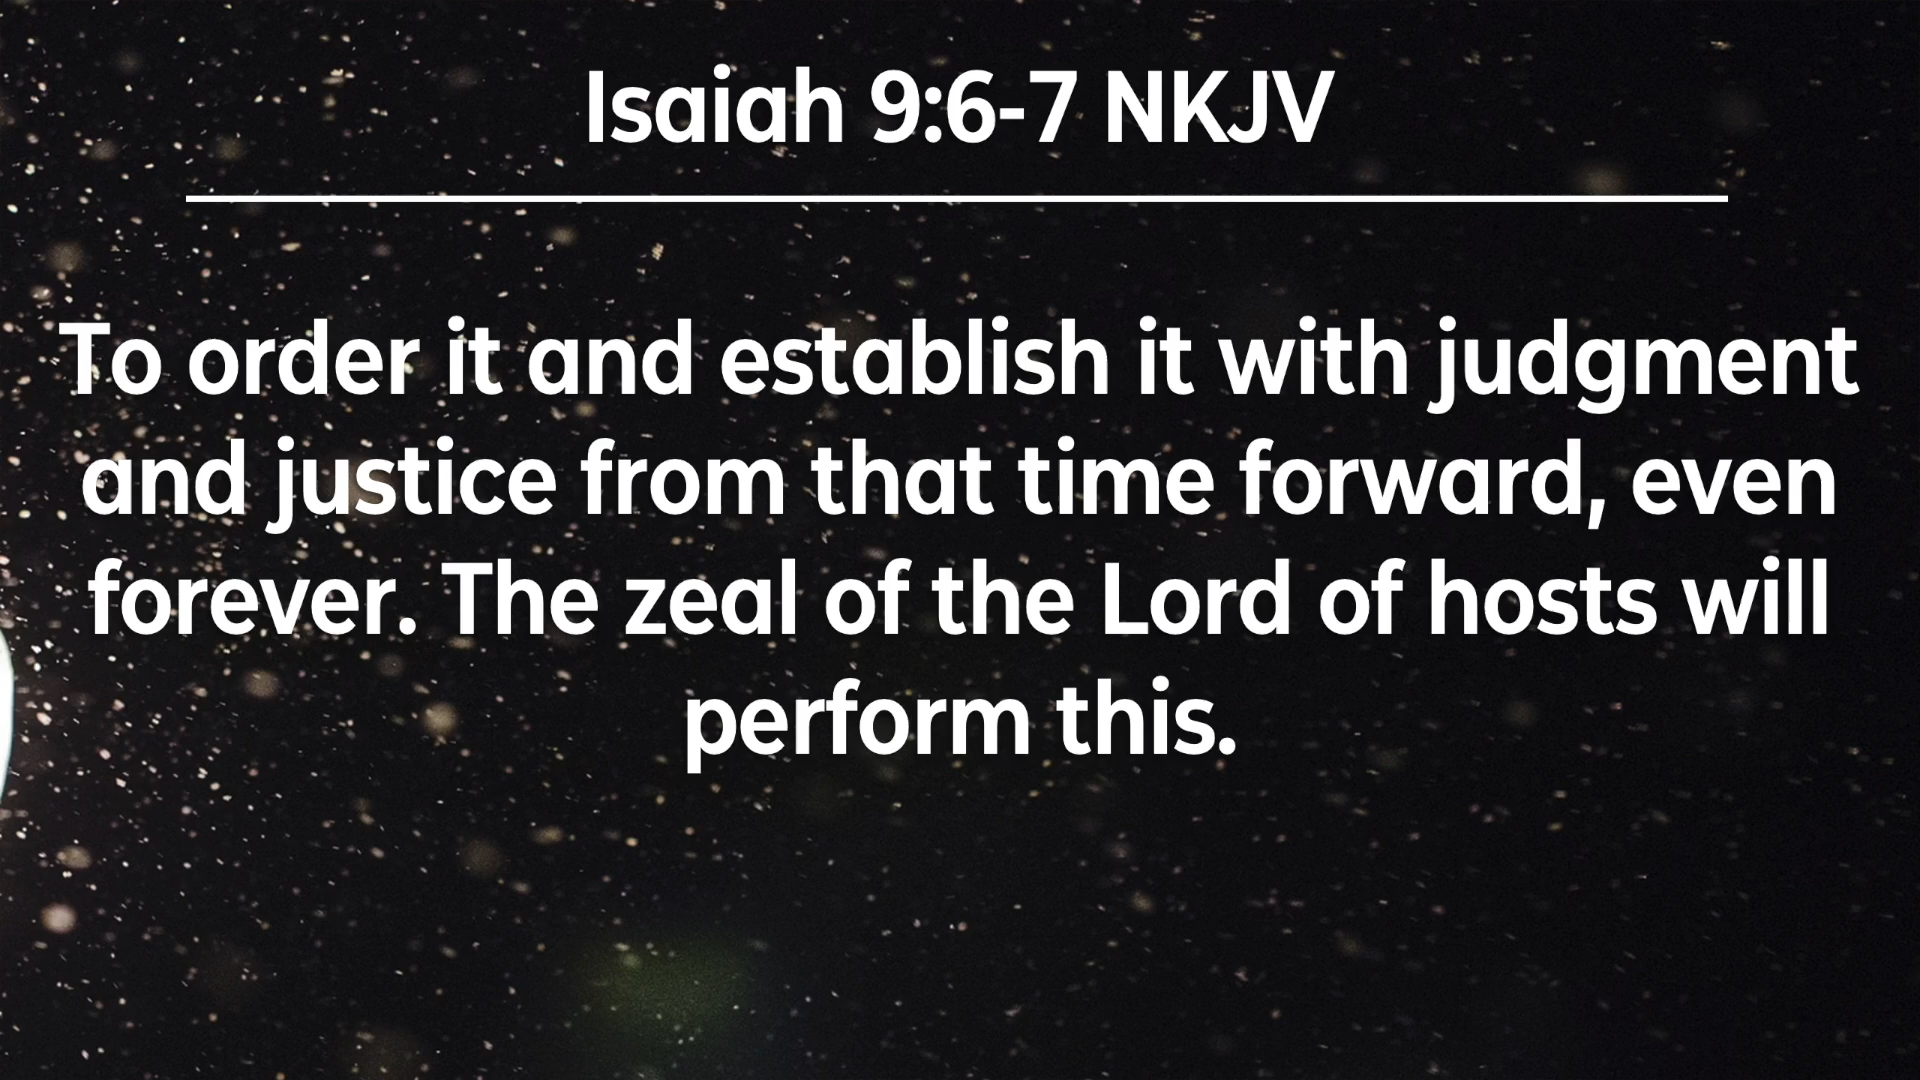 Isaiah 9:6-7 NKJV
To order it and establish it with judgment
and justice from that time forward, even
forever. The zeal of the Lord of hosts will
perform this.